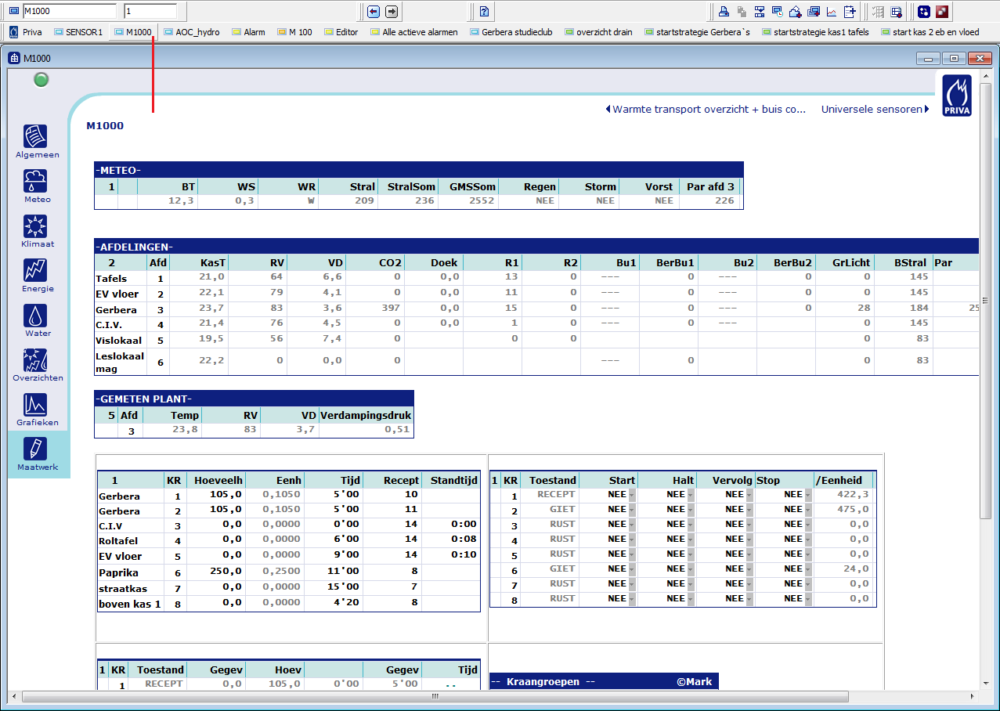 M1000 1
Priva SENSOR1 M1000 AOC_hydro Alarm M 100 Editor Alle actieve alarmen Gerbera studieclub overzicht drain startstrategie Gerbera`s startstrategie kas1 tafels start kas 2 eb en vloed
M1000
PRIVA
Warmte transport overzicht + buis co... Universele sensoren
M1000
Algemeen
Meteo
Klimaat
Energie
Water
Overzichten
Grafieken
Maatwerk
-METEO-
1 BT WS WR Stral StralSom GMSSom Regen Storm Vorst Par afd 3
12,3 0,3 W 209 236 2552 NEE NEE NEE 226
-AFDELINGEN-
2 Afd KasT RV VD CO2 Doek R1 R2 Bu1 BerBu1 Bu2 BerBu2 GrLicht BStral Par
Tafels 1 21,0 64 6,6 0 0,0 13 0 --- 0 --- 0 0 145
EV vloer 2 22,1 79 4,1 0 0,0 11 0 --- 0 --- 0 0 145
Gerbera 3 23,7 83 3,6 397 0,0 15 0 --- 0 --- 0 28 184 25
C.I.V. 4 21,4 76 4,5 0 0,0 1 0 --- 0 --- 0 0 145
Vislokaal 5 19,5 56 7,4 0 0 0 0 83
Leslokaal mag 6 22,2 0 0,0 0 --- 0 0 83
-GEMETEN PLANT-
5 Afd Temp RV VD Verdampingsdruk
3 23,8 83 3,7 0,51
1 KR Hoeveelh Eenh Tijd Recept Standtijd
Gerbera 1 105,0 0,1050 5'00 10
Gerbera 2 105,0 0,1050 5'00 11
C.I.V 3 0,0 0,0000 0'00 14 0:00
Roltafel 4 0,0 0,0000 6'00 14 0:08
EV vloer 5 0,0 0,0000 9'00 14 0:10
Paprika 6 250,0 0,2500 11'00 8
straatkas 7 0,0 0,0000 15'00 7
boven kas 1 8 0,0 0,0000 4'20 8
1 KR Toestand Start Halt Vervolg Stop /Eenheid
1 RECEPT NEE NEE NEE NEE 422,3
2 GIET NEE NEE NEE NEE 475,0
3 RUST NEE NEE NEE NEE 0,0
4 RUST NEE NEE NEE NEE 0,0
5 RUST NEE NEE NEE NEE 0,0
6 GIET NEE NEE NEE NEE 24,0
7 RUST NEE NEE NEE NEE 0,0
8 RUST NEE NEE NEE NEE 0,0
1 KR Toestand Gegev Hoev Gegev Tijd
1 RECEPT 0,0 105,0 0'00 5'00 --
-- Kraangroepen -- ©Mark